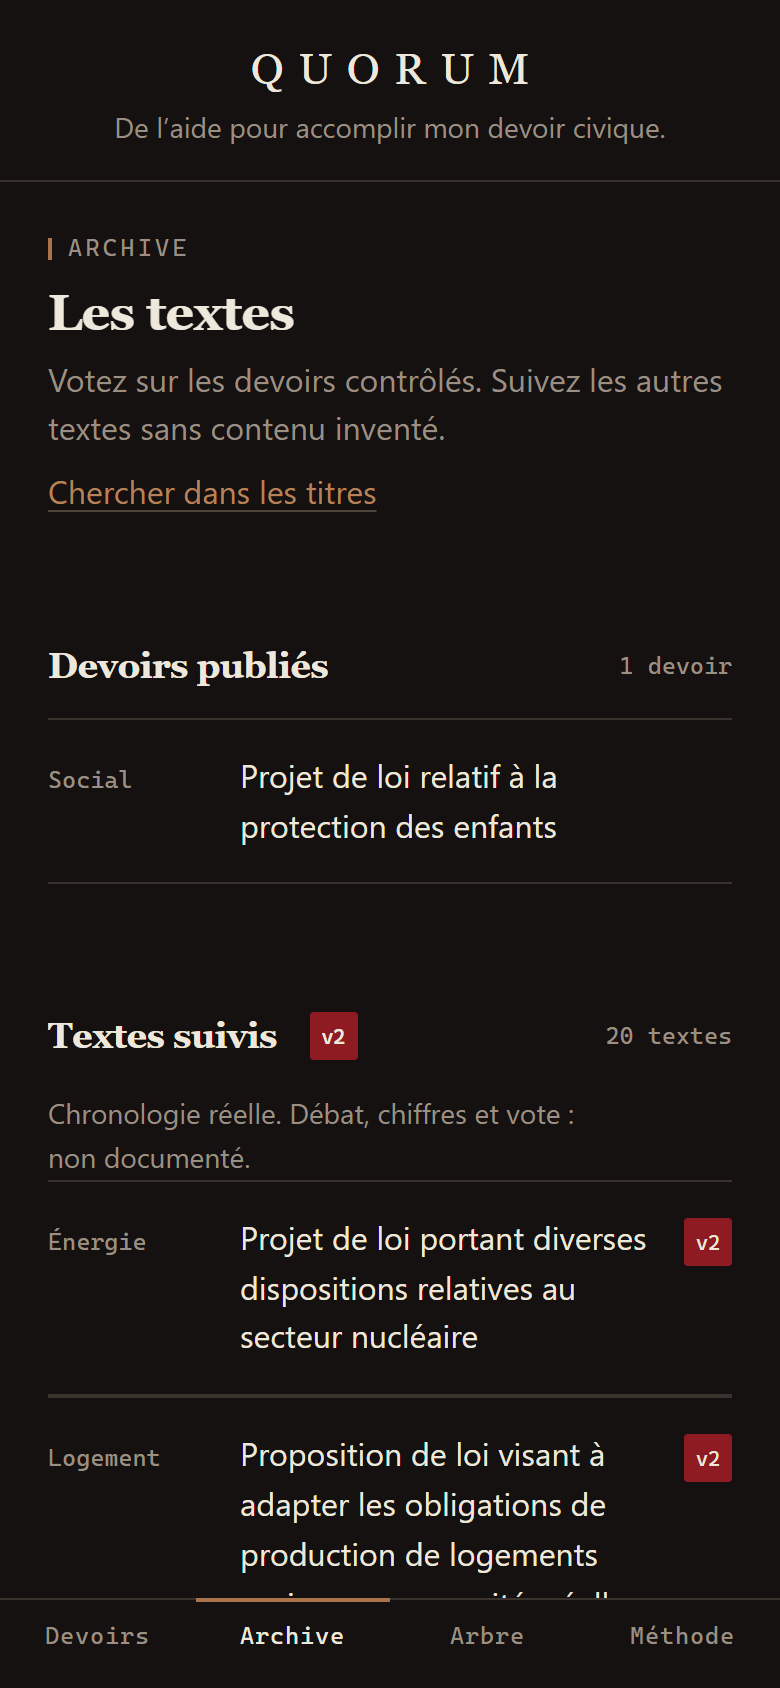 QUORUM
De l’aide pour accomplir mon devoir civique.
ARCHIVE
Les textes
Votez sur les devoirs contrôlés. Suivez les autres
textes sans contenu inventé.
Chercher dans les titres
Devoirs publiés
1 devoir
Social
Projet de loi relatif à la
protection des enfants
Textes suivis
v2
20 textes
Chronologie réelle. Débat, chiffres et vote :
non documenté.
Énergie
Projet de loi portant diverses
dispositions relatives au
secteur nucléaire
v2
Logement
Proposition de loi visant à
adapter les obligations de
production de logements
v2
Devoirs
Archive
Arbre
Méthode